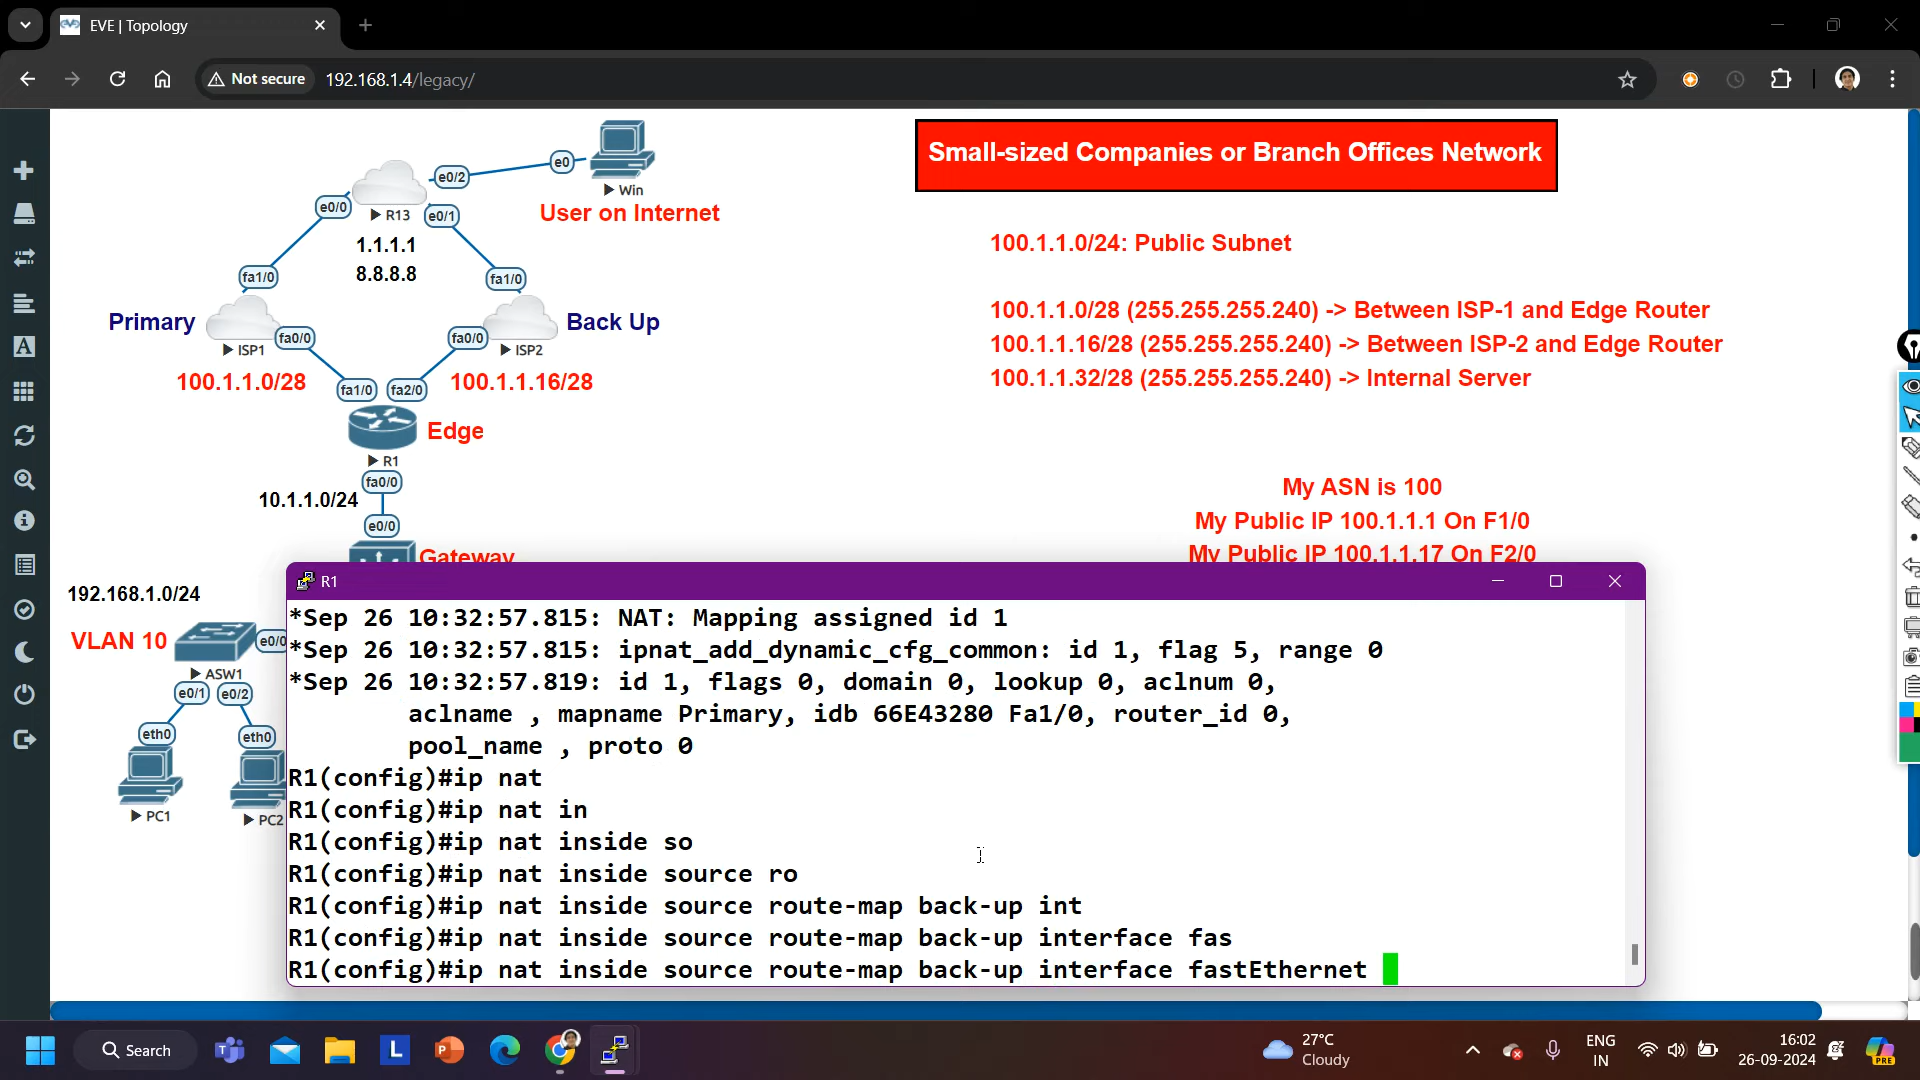 EVE | Topology
Not secure
192.168.1.4/legacy/
Small-sized Companies or Branch Offices Network
e0/2
e0
Win
User on Internet
e0/0
R13
e0/1
1.1.1.1
8.8.8.8
100.1.1.0/24: Public Subnet
fa1/0
fa1/0
Primary
fa0/0
fa0/0
Back Up
ISP1
ISP2
100.1.1.0/28
100.1.1.16/28
100.1.1.0/28 (255.255.255.240) -> Between ISP-1 and Edge Router
100.1.1.16/28 (255.255.255.240) -> Between ISP-2 and Edge Router
100.1.1.32/28 (255.255.255.240) -> Internal Server
fa1/0
fa2/0
Edge
R1
fa0/0
10.1.1.0/24
e0/0
Gateway
My ASN is 100
My Public IP 100.1.1.1 On F1/0
My Public IP 100.1.1.17 On F2/0
192.168.1.0/24
VLAN 10
e0/0
ASW1
e0/1
e0/2
eth0
eth0
PC1
PC2
R1
*Sep 26 10:32:57.815: NAT: Mapping assigned id 1
*Sep 26 10:32:57.815: ipnat_add_dynamic_cfg_common: id 1, flag 5, range 0
*Sep 26 10:32:57.819: id 1, flags 0, domain 0, lookup 0, aclnum 0,
aclname , mapname Primary, idb 66E43280 Fa1/0, router_id 0,
pool_name , proto 0
R1(config)#ip nat
R1(config)#ip nat in
R1(config)#ip nat inside so
R1(config)#ip nat inside source ro
R1(config)#ip nat inside source route-map back-up int
R1(config)#ip nat inside source route-map back-up interface fas
R1(config)#ip nat inside source route-map back-up interface fastEthernet
Search
27°C
Cloudy
ENG
IN
16:02
26-09-2024
PRE